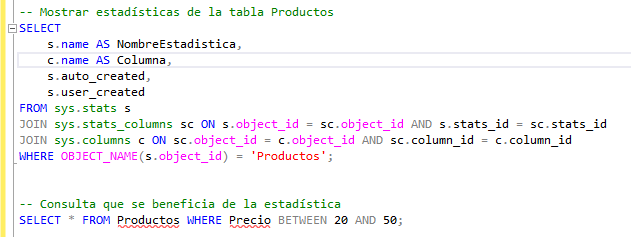 -- Mostrar estadísticas de la tabla Productos
SELECT
    s.name AS NombreEstadistica,
    c.name AS Columna,
    s.auto_created,
    s.user_created
FROM sys.stats s
JOIN sys.stats_columns sc ON s.object_id = sc.object_id AND s.stats_id = sc.stats_id
JOIN sys.columns c ON sc.object_id = c.object_id AND sc.column_id = c.column_id
WHERE OBJECT_NAME(s.object_id) = 'Productos';
-- Consulta que se beneficia de la estadística
SELECT * FROM Productos WHERE Precio BETWEEN 20 AND 50;